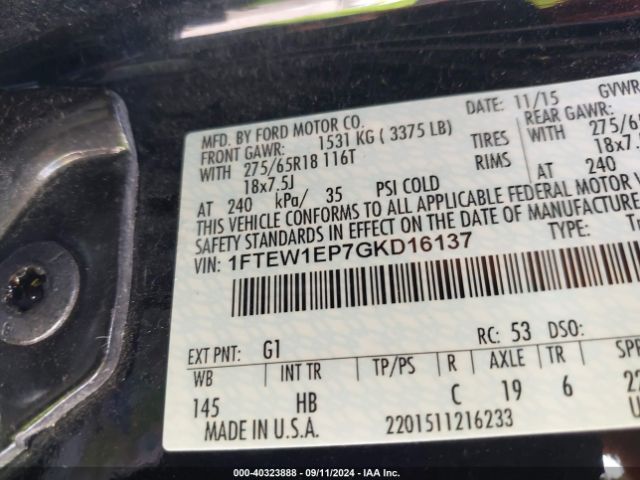 MFD. BY FORD MOTOR CO.
DATE: 11/15
GVWR
FRONT GAWR: 1531 KG ( 3375 LB)
REAR GAWR:
WITH 275/65R18 116T TIRES
WITH 275/65
18x7.5J RIMS
18x7.
AT 240 kPa/ 35 PSI COLD
AT 240
THIS VEHICLE CONFORMS TO ALL APPLICABLE FEDERAL MOTOR
SAFETY STANDARDS IN EFFECT ON THE DATE OF MANUFACTURE
VIN: 1FTEW1EP7GKD16137
TYPE:
EXT PNT: G1
RC: 53 DSO:
WB INT TR TP/PS R AXLE TR SPR
145 HB C 19 6 22
MADE IN U.S.A.
2201511216233
000-40323888 - 09/11/2024 - IAA Inc.